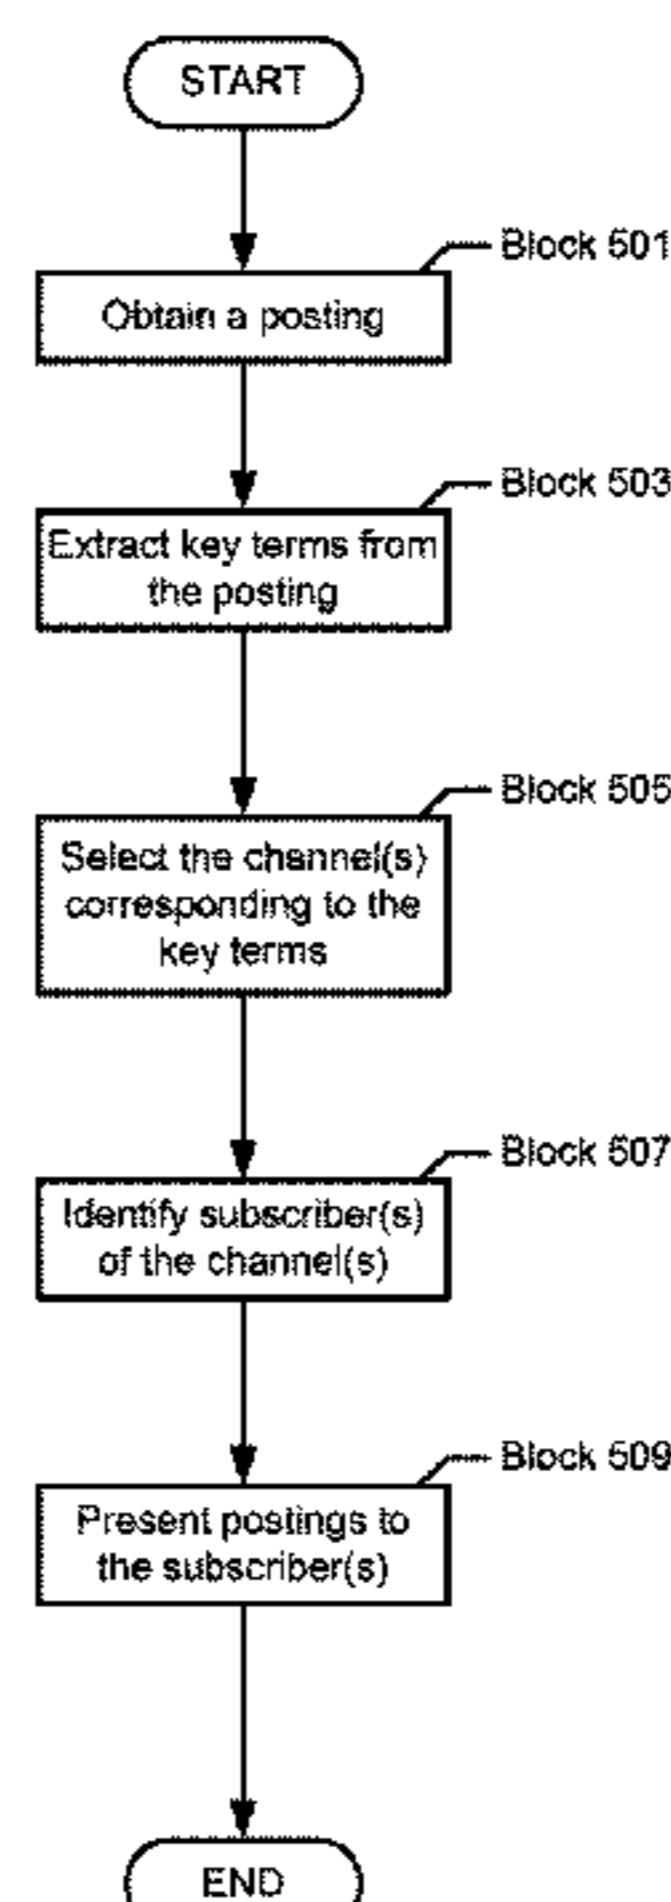 START
Block 501
Obtain a posting
Block 503
Extract key terms from
the posting
Block 505
Select the channel(s)
corresponding to the
key terms
Block 507
Identify subscriber(s)
of the channel(s)
Block 509
Present postings to
the subscriber(s)
END